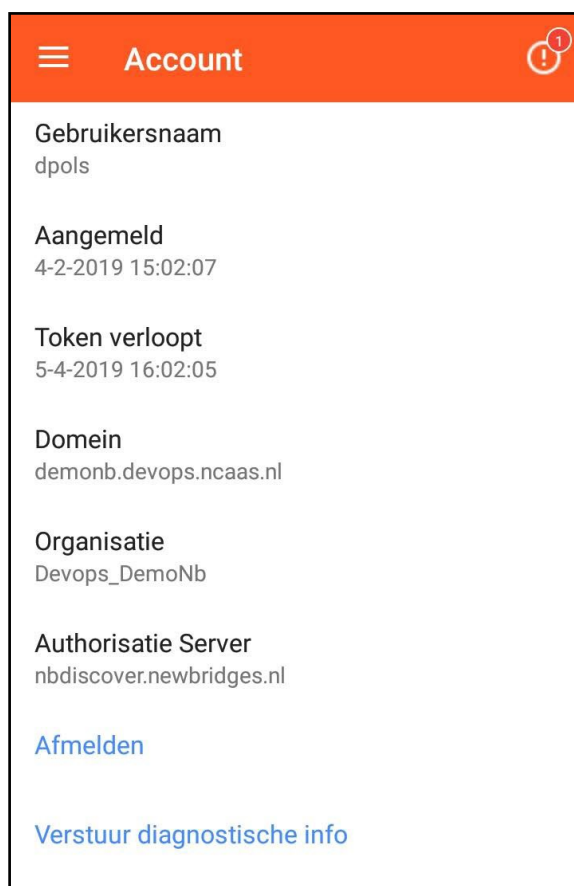 Account
1
Gebruikersnaam
dpols
Aangemeld
4-2-2019 15:02:07
Token verloopt
5-4-2019 16:02:05
Domein
demonb.devops.ncaas.nl
Organisatie
Devops_DemoNb
Authorisatie Server
nbdiscover.newbridges.nl
Afmelden
Verstuur diagnostische info